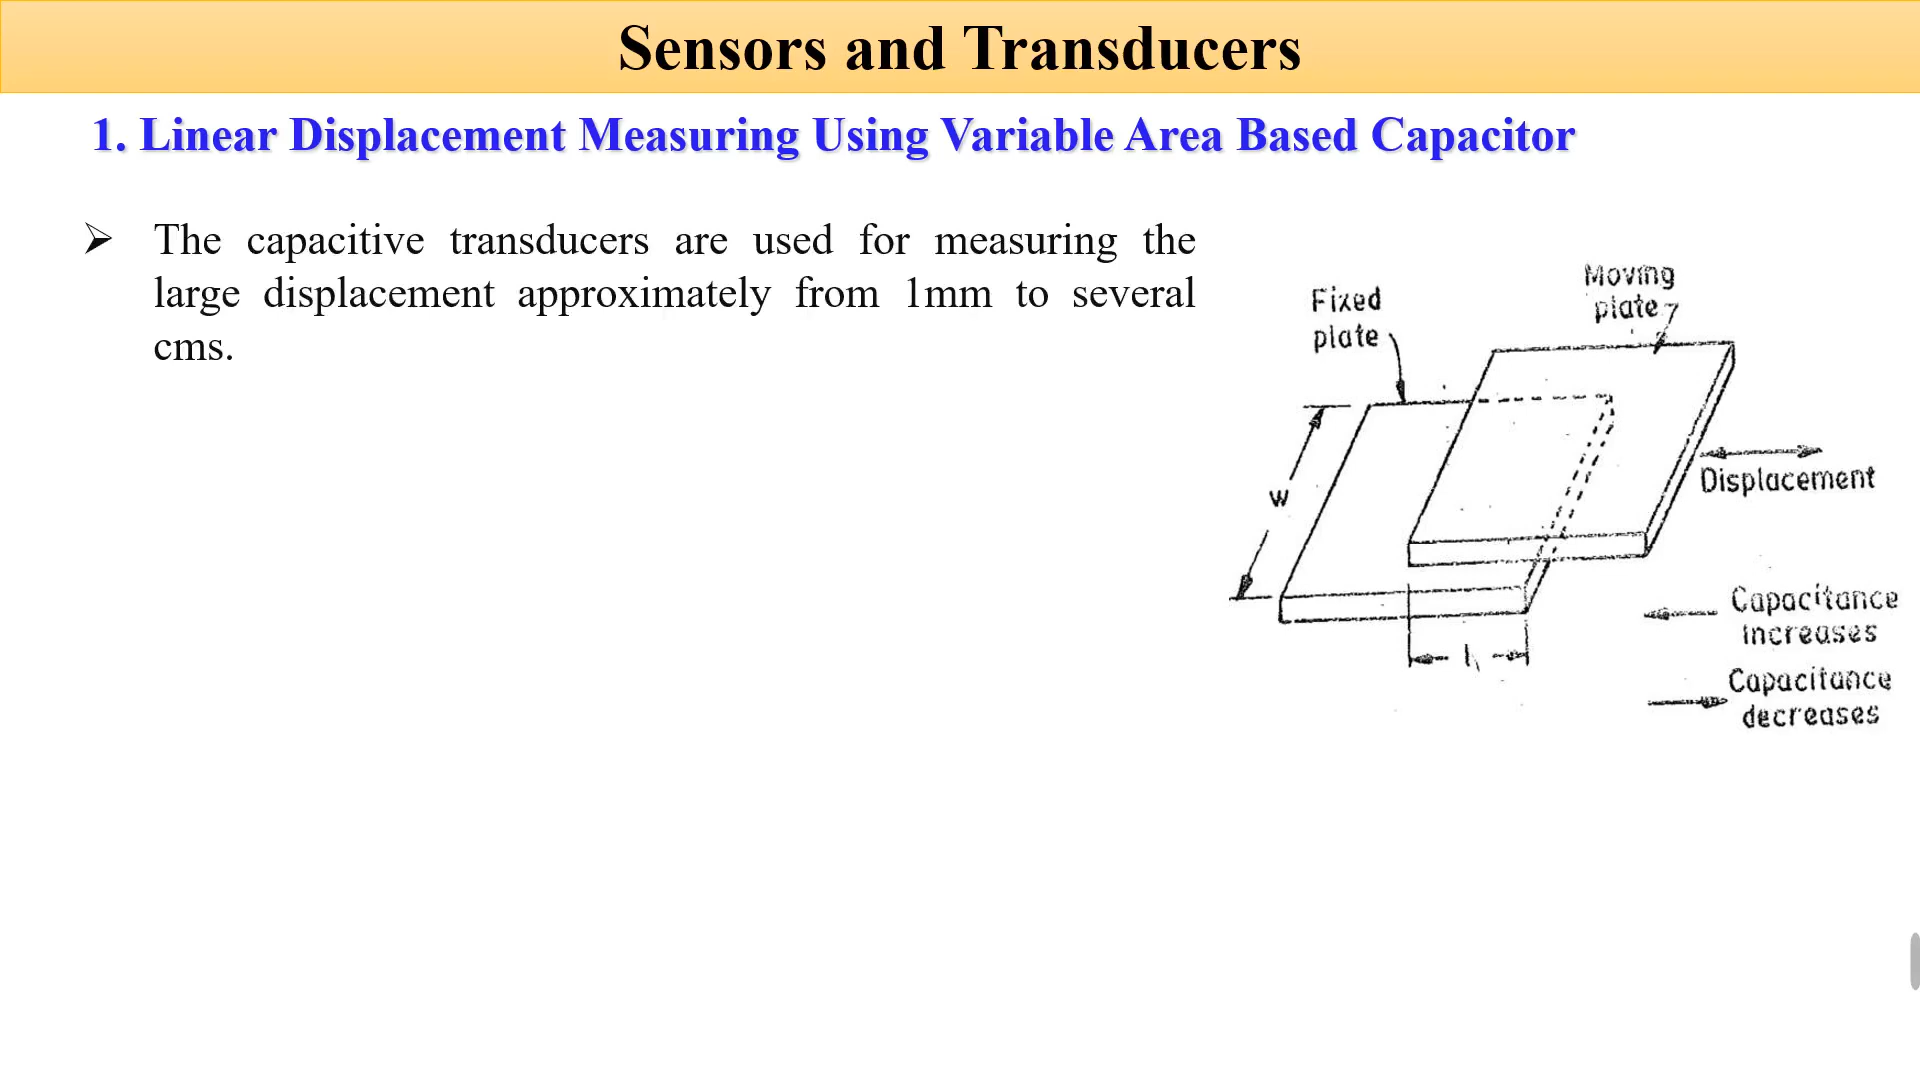 Sensors and Transducers
1. Linear Displacement Measuring Using Variable Area Based Capacitor
➢ The capacitive transducers are used for measuring the
large displacement approximately from 1mm to several
cms.
Fixed
plate
Moving
plate
w
Displacement
l
Capacitance
increases
Capacitance
decreases